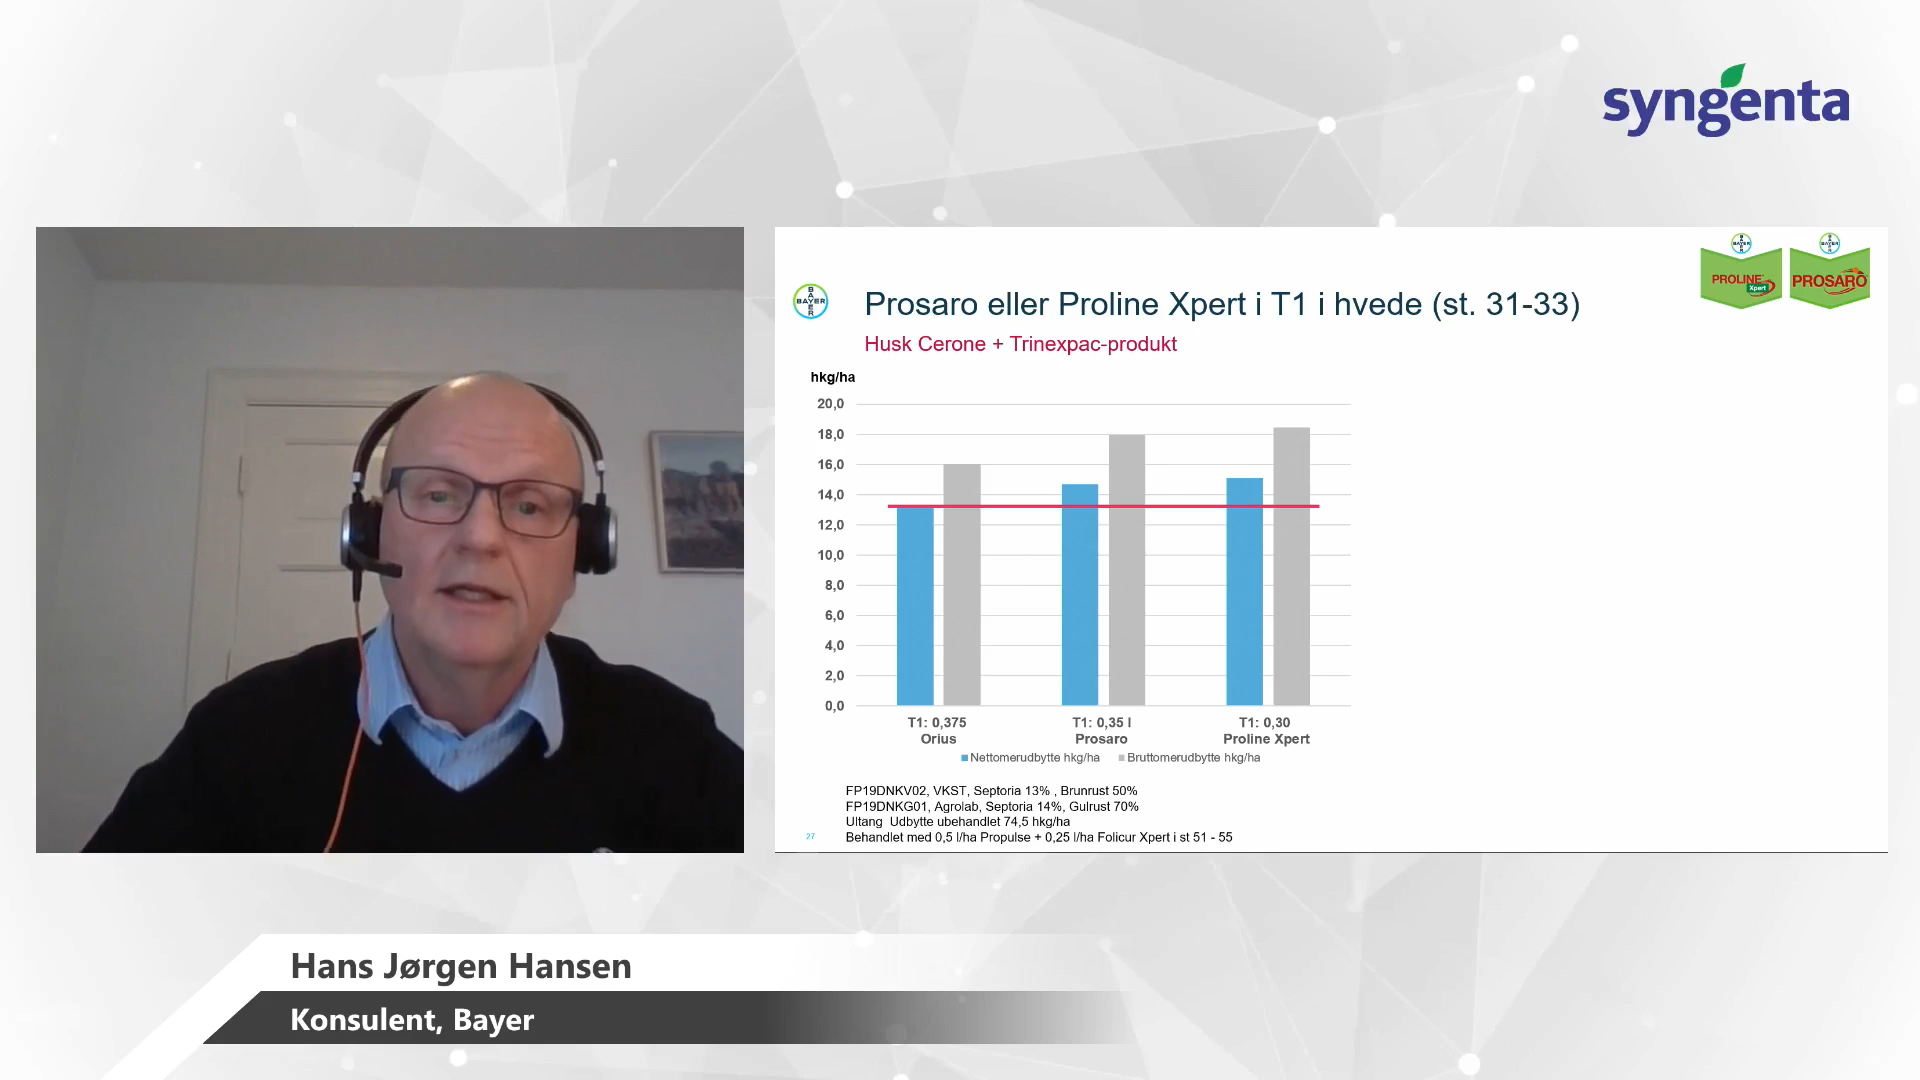 syngenta
BAYER
BAYER
PROLINE
Xpert
PROSARO
BAYER
Prosaro eller Proline Xpert i T1 i hvede (st. 31-33)
Husk Cerone + Trinexpac-produkt
hkg/ha
20,0
18,0
16,0
14,0
12,0
10,0
8,0
6,0
4,0
2,0
0,0
T1: 0,375
Orius
T1: 0,35 l
Prosaro
T1: 0,30
Proline Xpert
Nettomerudbytte hkg/ha
Bruttomerudbytte hkg/ha
FP19DNKV02, VKST, Septoria 13% , Brunrust 50%
FP19DNKG01, Agrolab, Septoria 14%, Gulrust 70%
Ultang Udbytte ubehandlet 74,5 hkg/ha
27
Behandlet med 0,5 l/ha Propulse + 0,25 l/ha Folicur Xpert i st 51 - 55
Hans Jørgen Hansen
Konsulent, Bayer